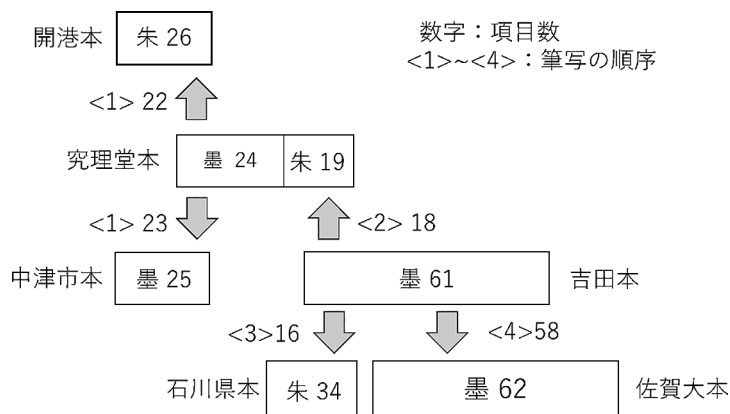 開港本 朱 26
数字：項目数
<1>~<4>：筆写の順序
<1> 22
究理堂本 墨 24 朱 19
<1> 23 <2> 18
中津市本 墨 25 墨 61 吉田本
<3>16 <4>58
石川県本 朱 34 墨 62 佐賀大本